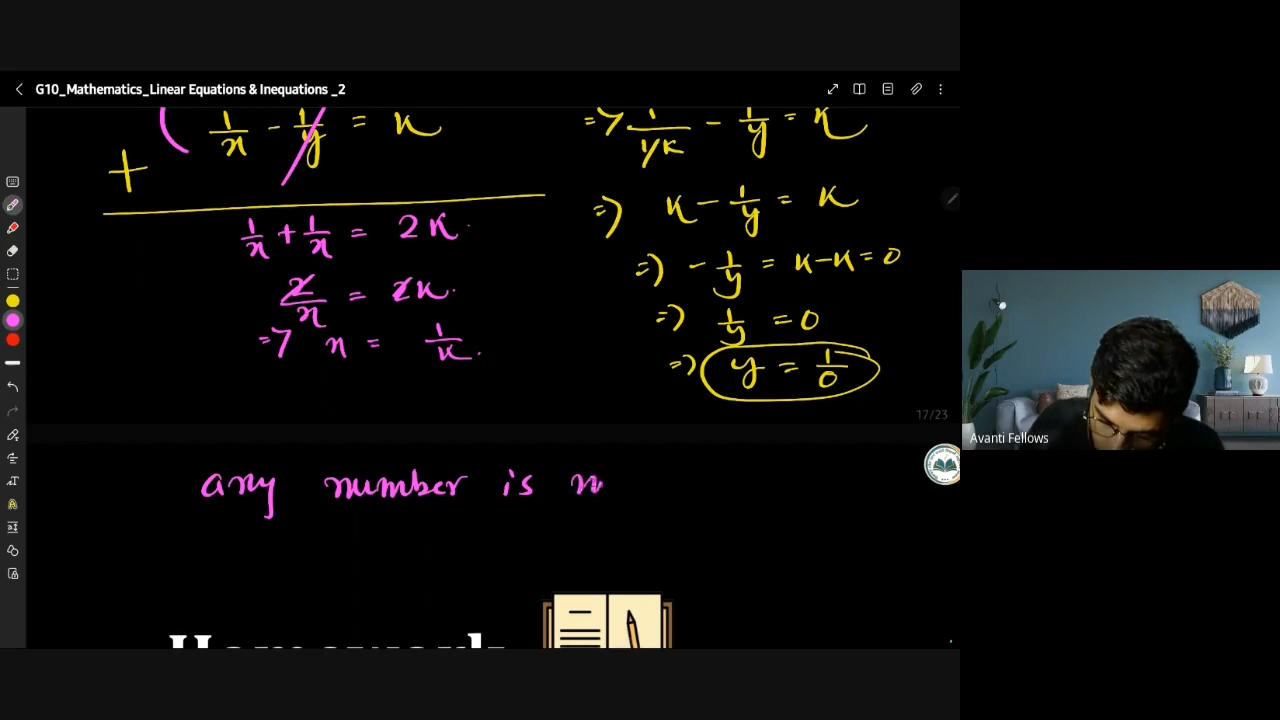 G10_Mathematics_Linear Equations & Inequations _2
1/x - 1/y = k
+
1/x + 1/x = 2k.
2/x = 2k.
=> x = 1/k.
=> 1/1/k - 1/y = k
=> k - 1/y = k
=> - 1/y = k - k = 0
=> 1/y = 0
=> y = 1/0
17/23
any number is n
Avanti Fellows